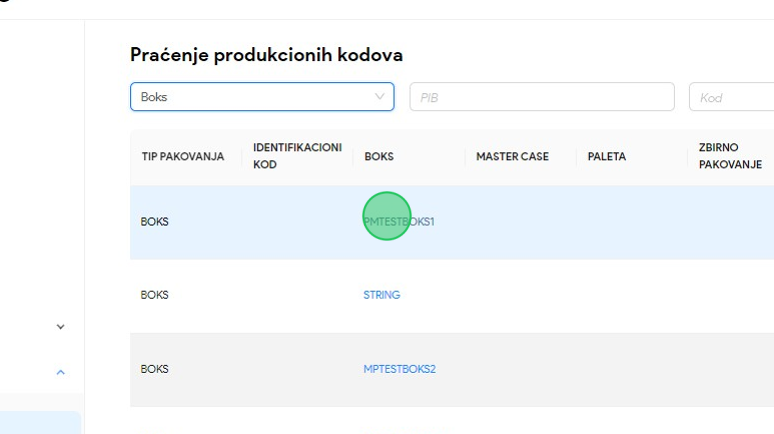 Praćenje produkcionih kodova
Boks
PIB
Kod
TIP PAKOVANJA
IDENTIFIKACIONI
KOD
BOKS
MASTER CASE
PALETA
ZBIRNO
PAKOVANJE
BOKS
PMTESTBOKS1
BOKS
STRING
BOKS
MPTESTBOKS2